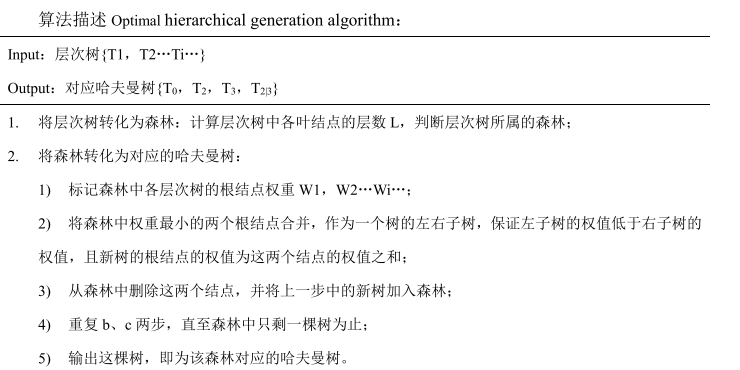 算法描述 Optimal hierarchical generation algorithm：
Input：层次树{T1，T2…Ti…}
Output：对应哈夫曼树{T0，T2，T3，T2|3}
1. 将层次树转化为森林：计算层次树中各叶结点的层数 L，判断层次树所属的森林；
2. 将森林转化为对应的哈夫曼树：
1) 标记森林中各层次树的根结点权重 W1，W2…Wi…；
2) 将森林中权重最小的两个根结点合并，作为一个树的左右子树，保证左子树的权值低于右子树的
权值，且新树的根结点的权值为这两个结点的权值之和；
3) 从森林中删除这两个结点，并将上一步中的新树加入森林；
4) 重复 b、c 两步，直至森林中只剩一棵树为止；
5) 输出这棵树，即为该森林对应的哈夫曼树。